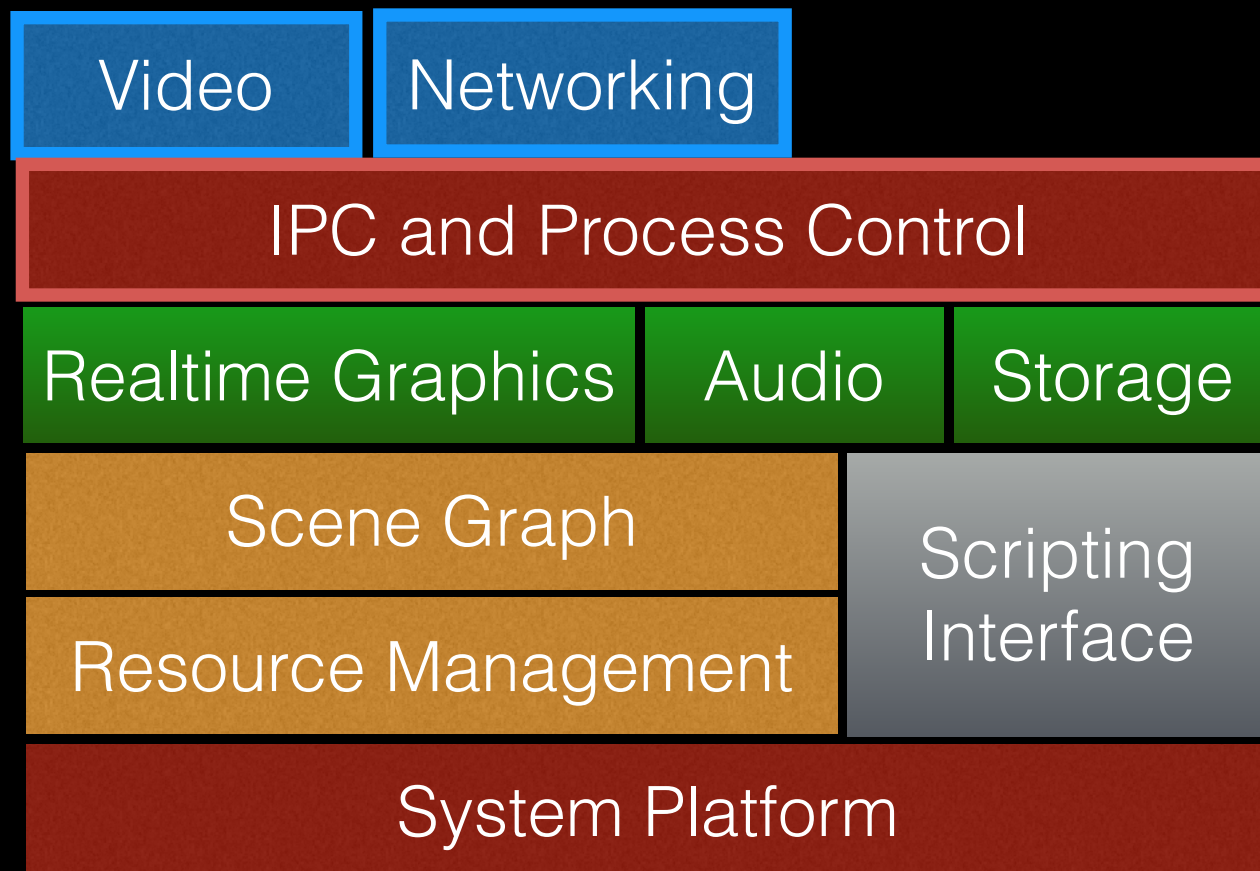 Video
Networking
IPC and Process Control
Realtime Graphics
Audio
Storage
Scene Graph
Scripting
Interface
Resource Management
System Platform